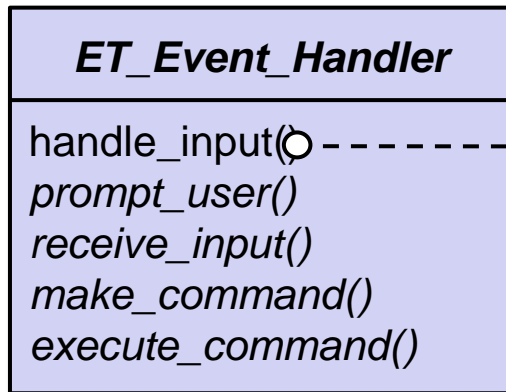 ET_Event_Handler
handle_input()
prompt_user()
receive_input()
make_command()
execute_command()